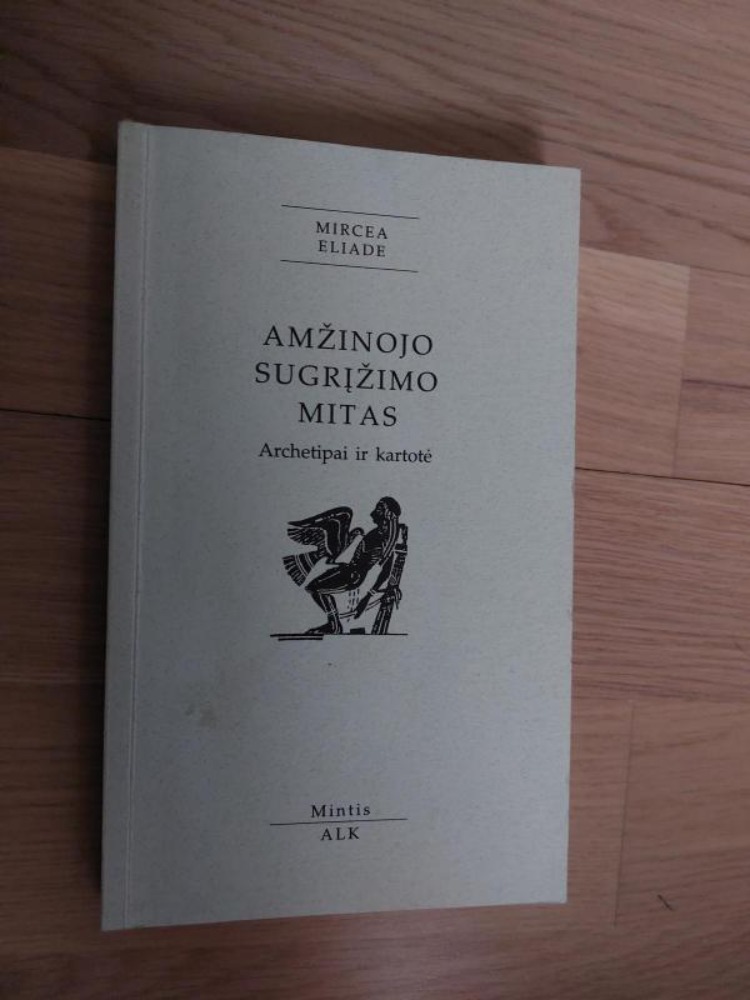 MIRCEA
ELIADE
AMŽINOJO
SUGRĮŽIMO
MITAS
Archetipai ir kartotė
Mintis
ALK